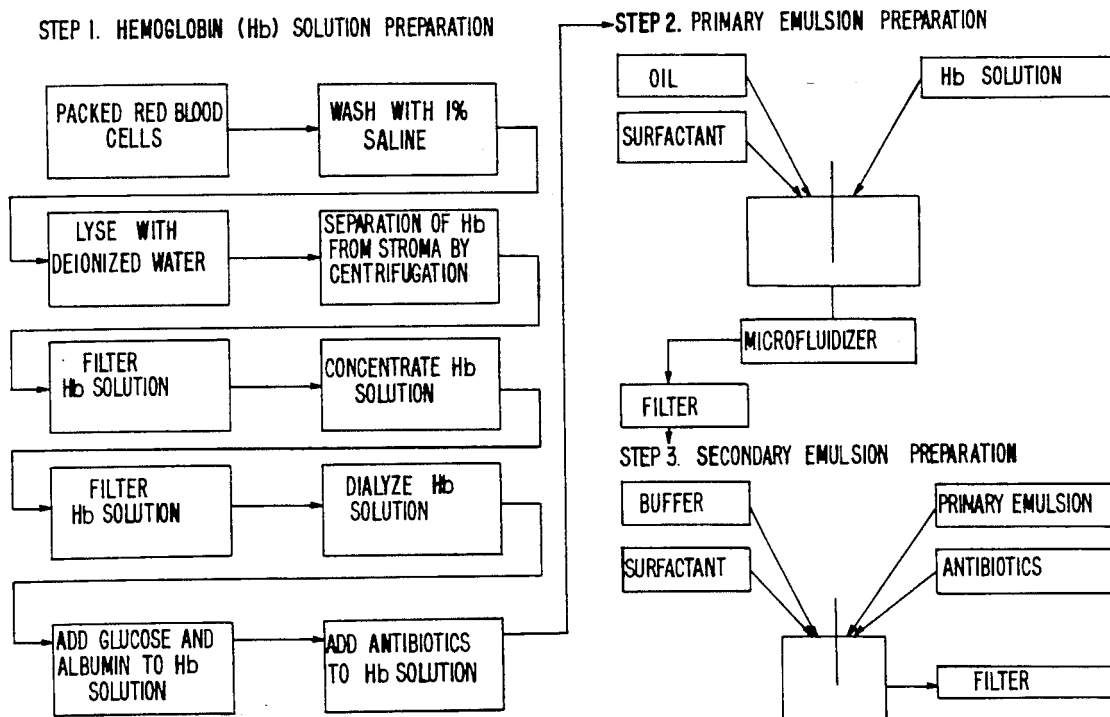 STEP 1. HEMOGLOBIN (Hb) SOLUTION PREPARATION
PACKED RED BLOOD
CELLS
WASH WITH 1%
SALINE
LYSE WITH
DEIONIZED WATER
SEPARATION OF Hb
FROM STROMA BY
CENTRIFUGATION
FILTER
Hb SOLUTION
CONCENTRATE Hb
SOLUTION
FILTER
Hb SOLUTION
DIALYZE Hb
SOLUTION
ADD GLUCOSE AND
ALBUMIN TO Hb
SOLUTION
ADD ANTIBIOTICS
TO Hb SOLUTION
STEP 2. PRIMARY EMULSION PREPARATION
OIL
Hb SOLUTION
SURFACTANT
MICROFLUIDIZER
FILTER
STEP 3. SECONDARY EMULSION PREPARATION
BUFFER
PRIMARY EMULSION
SURFACTANT
ANTIBIOTICS
FILTER